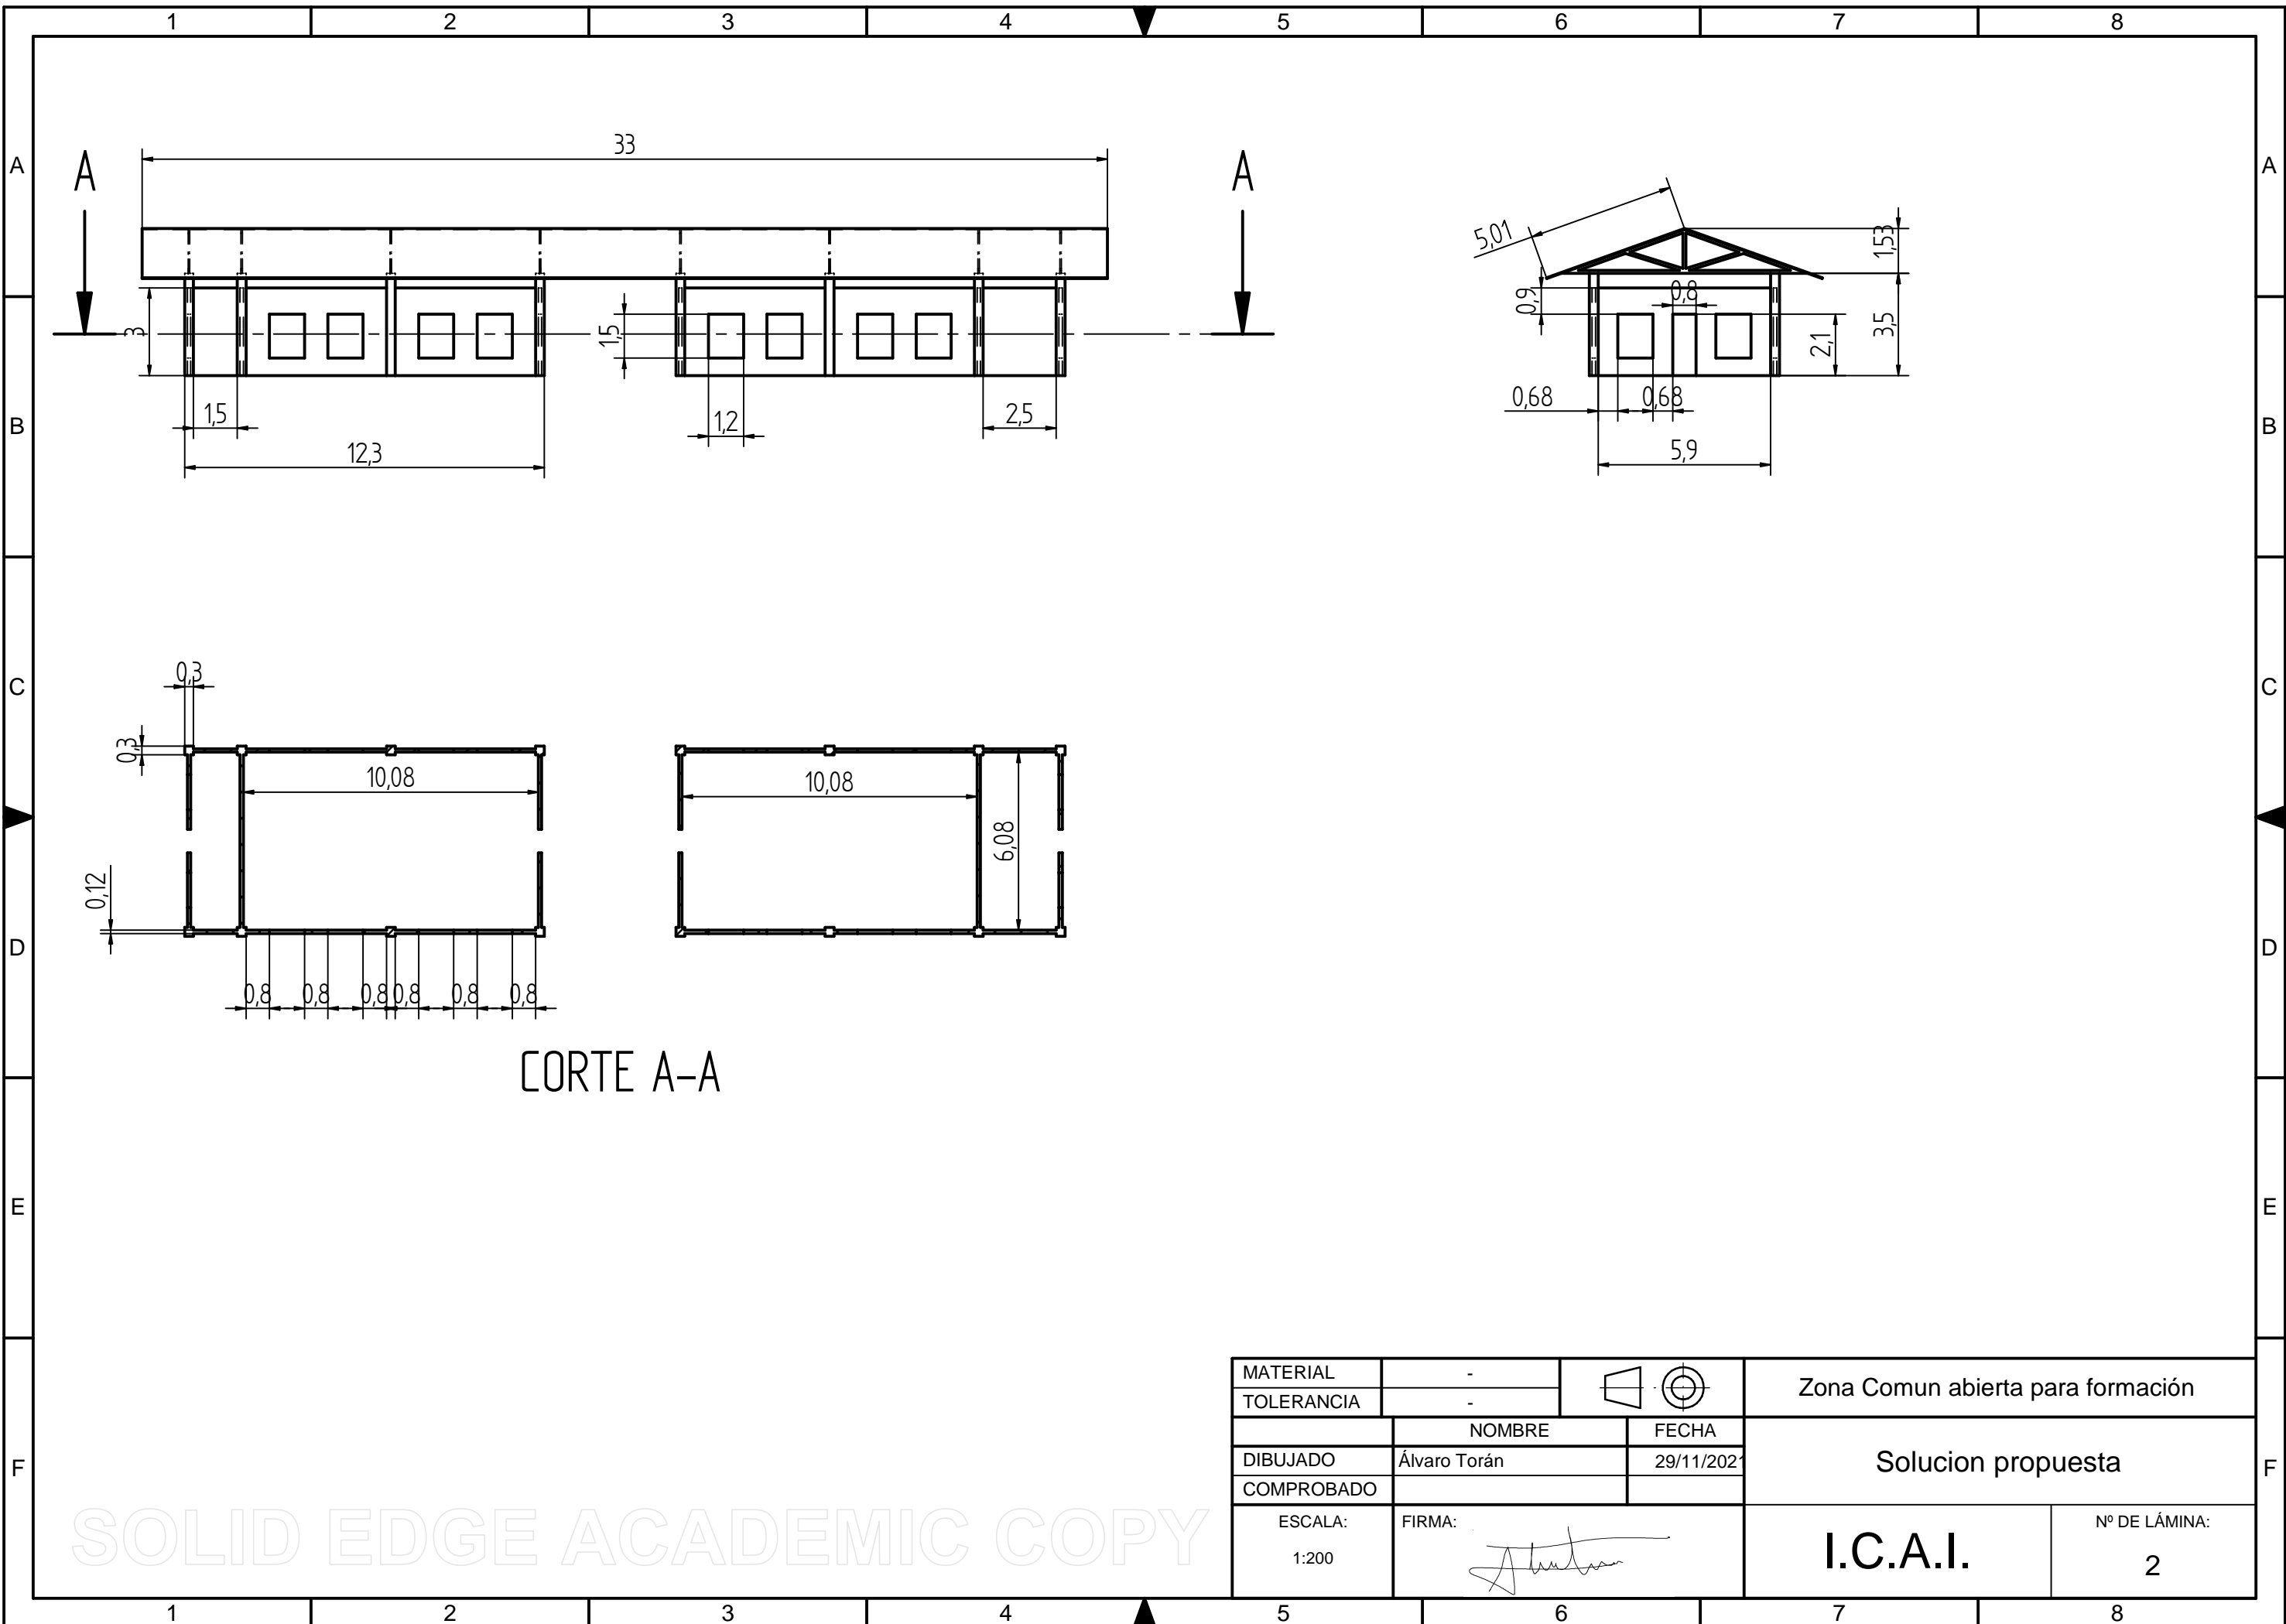 1 2 3 4 5 6 7 8
A
A
A
A
33
5,01
1,53
0,9
0,8
3
1,5
2,1
3,5
B
B
1,5
1,2
2,5
0,68
0,68
12,3
5,9
C
C
0,3
0,3
10,08
10,08
6,08
0,12
D
D
0,8 0,8 0,8 0,8 0,8 0,8
CORTE A-A
E
E
MATERIAL -
TOLERANCIA -
Zona Comun abierta para formación
NOMBRE FECHA
DIBUJADO Álvaro Torán 29/11/2021
COMPROBADO
Solucion propuesta
F
F
ESCALA:
1:200
FIRMA:
I.C.A.I.
Nº DE LÁMINA:
2
SOLID EDGE ACADEMIC COPY
1 2 3 4 5 6 7 8